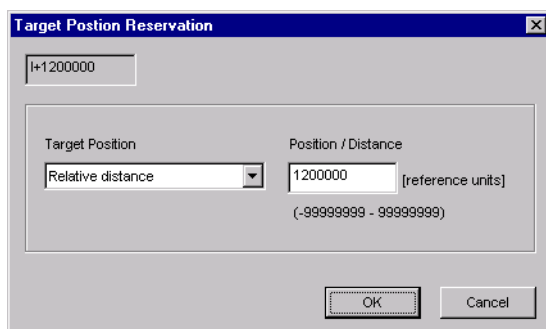 Target Postion Reservation
I+1200000
Target Position
Position / Distance
Relative distance
1200000
[reference units]
(-99999999 - 99999999)
OK
Cancel